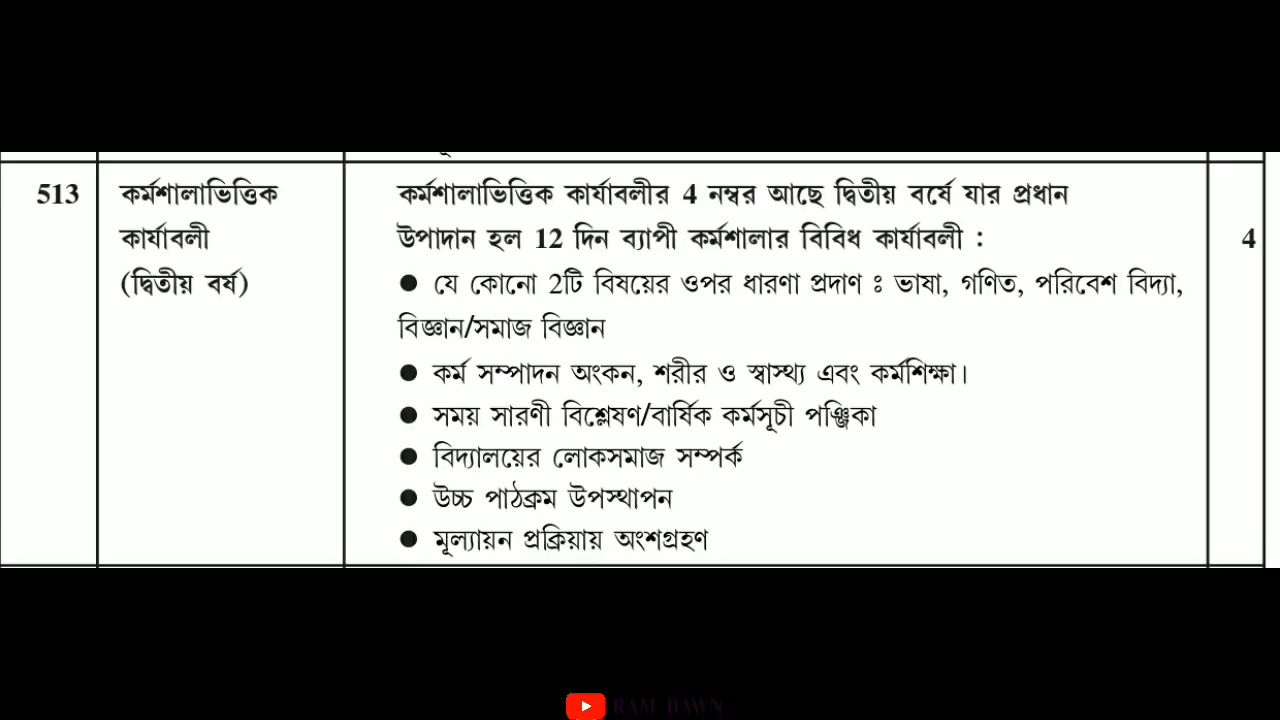 513
কর্মশালাভিত্তিক
কার্যাবলী
(দ্বিতীয় বর্ষ)
কর্মশালাভিত্তিক কার্যাবলীর 4 নম্বর আছে দ্বিতীয় বর্ষে যার প্রধান
উপাদান হল 12 দিন ব্যাপী কর্মশালার বিবিধ কার্যাবলী :
● যে কোনো 2টি বিষয়ের ওপর ধারণা প্রদাণ ঃ ভাষা, গণিত, পরিবেশ বিদ্যা,
বিজ্ঞান/সমাজ বিজ্ঞান
● কর্ম সম্পাদন অংকন, শরীর ও স্বাস্থ্য এবং কর্মশিক্ষা।
● সময় সারণী বিশ্লেষণ/বার্ষিক কর্মসূচী পঞ্জিকা
● বিদ্যালয়ের লোকসমাজ সম্পর্ক
● উচ্চ পাঠক্রম উপস্থাপন
● মূল্যায়ন প্রক্রিয়ায় অংশগ্রহণ
4
RAM DAWN